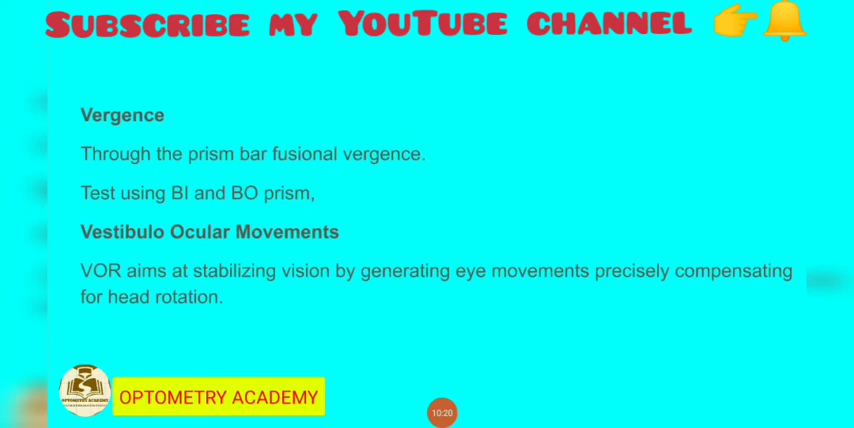 Subscribe my YouTube channel
Vergence
Through the prism bar fusional vergence.
Test using BI and BO prism,
Vestibulo Ocular Movements
VOR aims at stabilizing vision by generating eye movements precisely compensating
for head rotation.
OPTOMETRY ACADEMY
OPTOMETRY ACADEMY
10:20